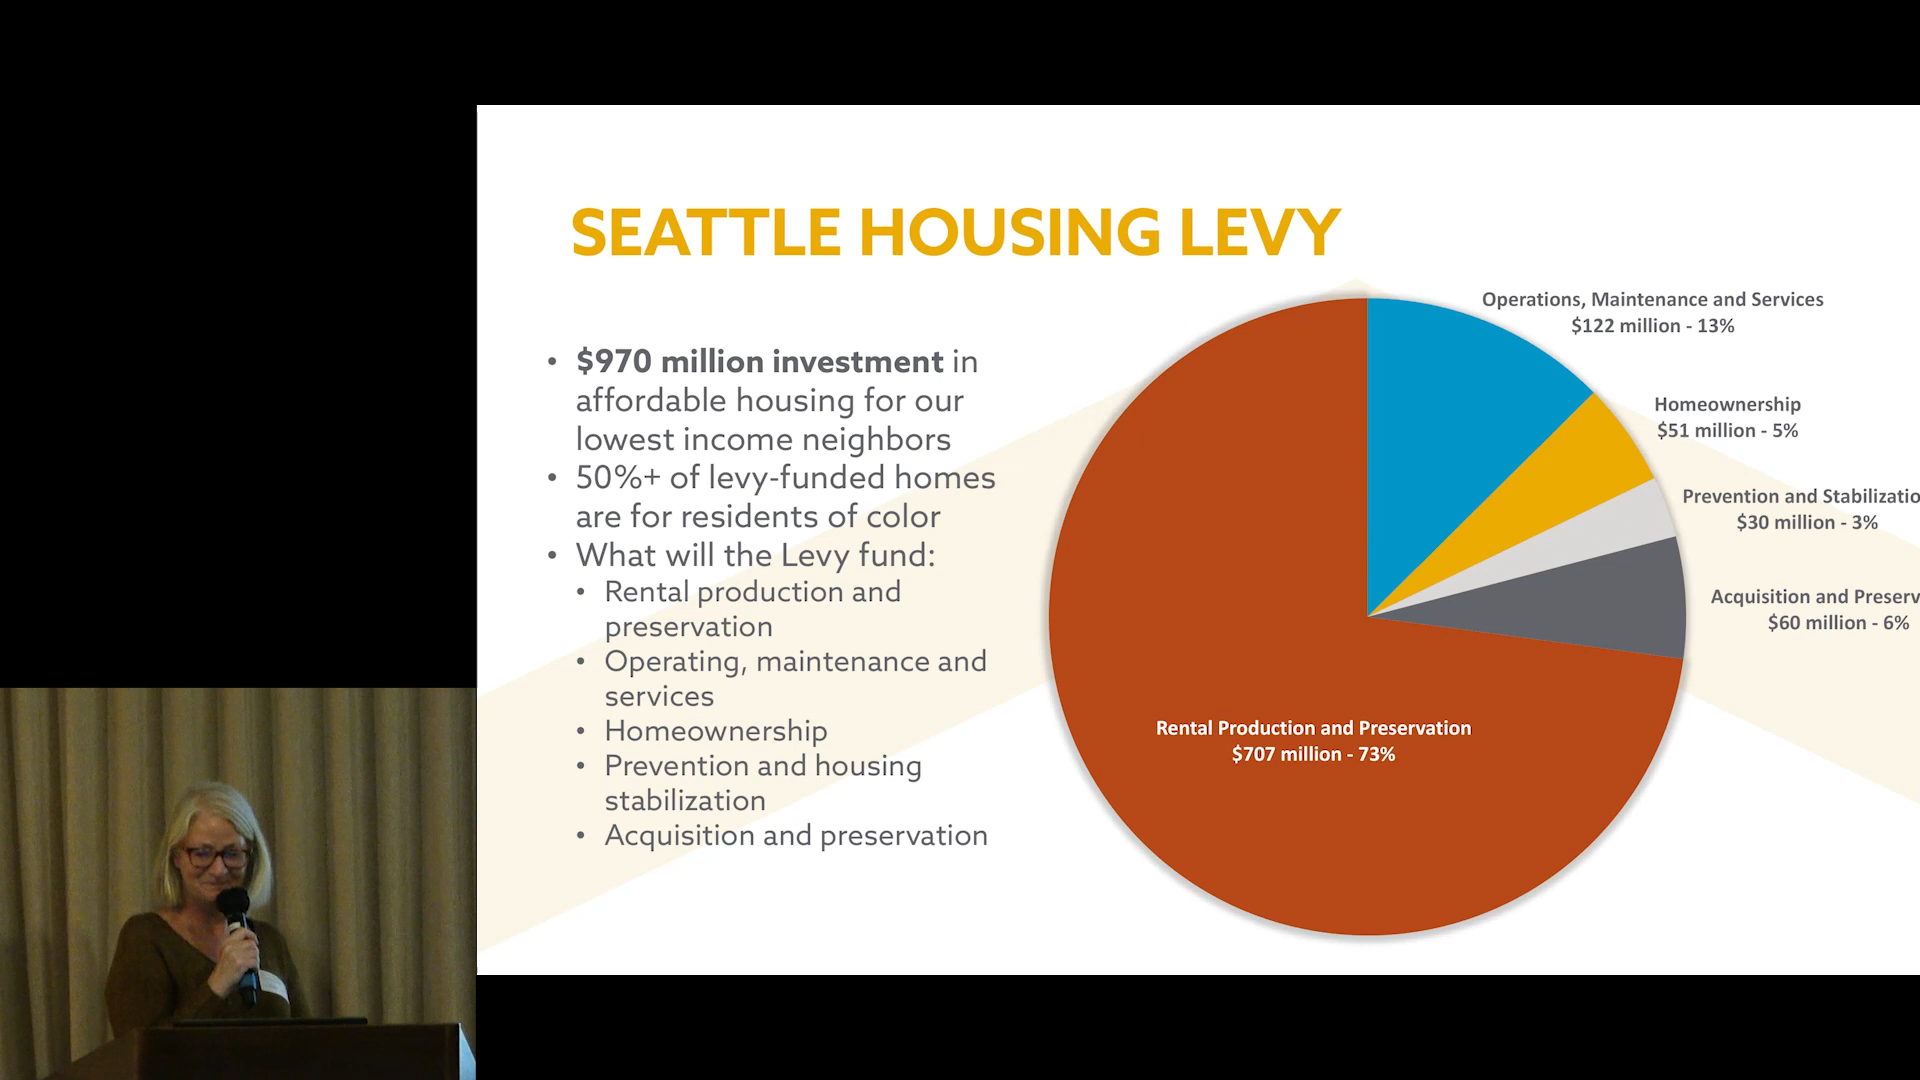 SEATTLE HOUSING LEVY
• $970 million investment in
affordable housing for our
lowest income neighbors
• 50%+ of levy-funded homes
are for residents of color
• What will the Levy fund:
• Rental production and
preservation
• Operating, maintenance and
services
• Homeownership
• Prevention and housing
stabilization
• Acquisition and preservation
Operations, Maintenance and Services
$122 million - 13%
Homeownership
$51 million - 5%
Prevention and Stabilizatio
$30 million - 3%
Acquisition and Preserv
$60 million - 6%
Rental Production and Preservation
$707 million - 73%